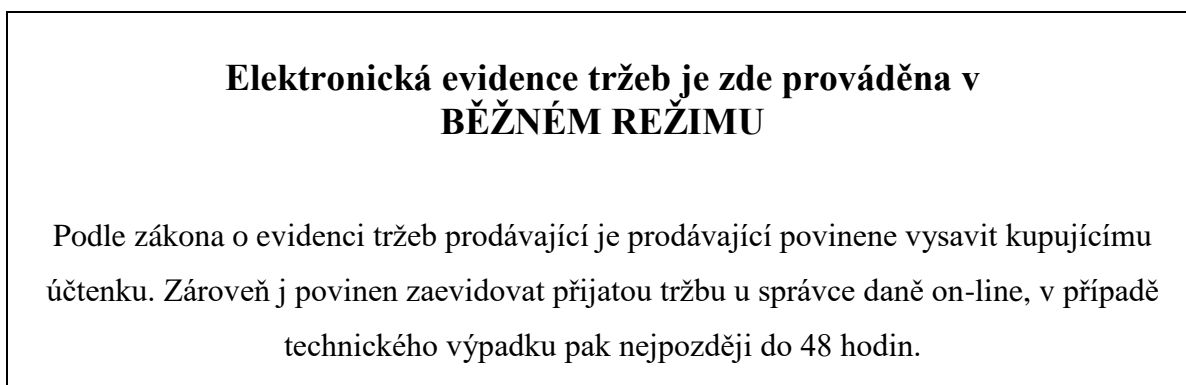 Elektronická evidence tržeb je zde prováděna v
BĚŽNÉM REŽIMU
Podle zákona o evidenci tržeb prodávající je prodávající povinene vysavit kupujícímu
účtenku. Zároveň j povinen zaevidovat přijatou tržbu u správce daně on-line, v případě
technického výpadku pak nejpozději do 48 hodin.